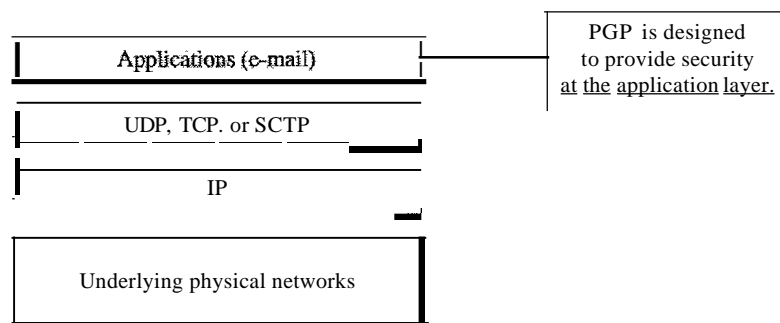 Applications (e-mail)
PGP is designed
to provide security
at the application layer.
UDP, TCP. or SCTP
IP
Underlying physical networks